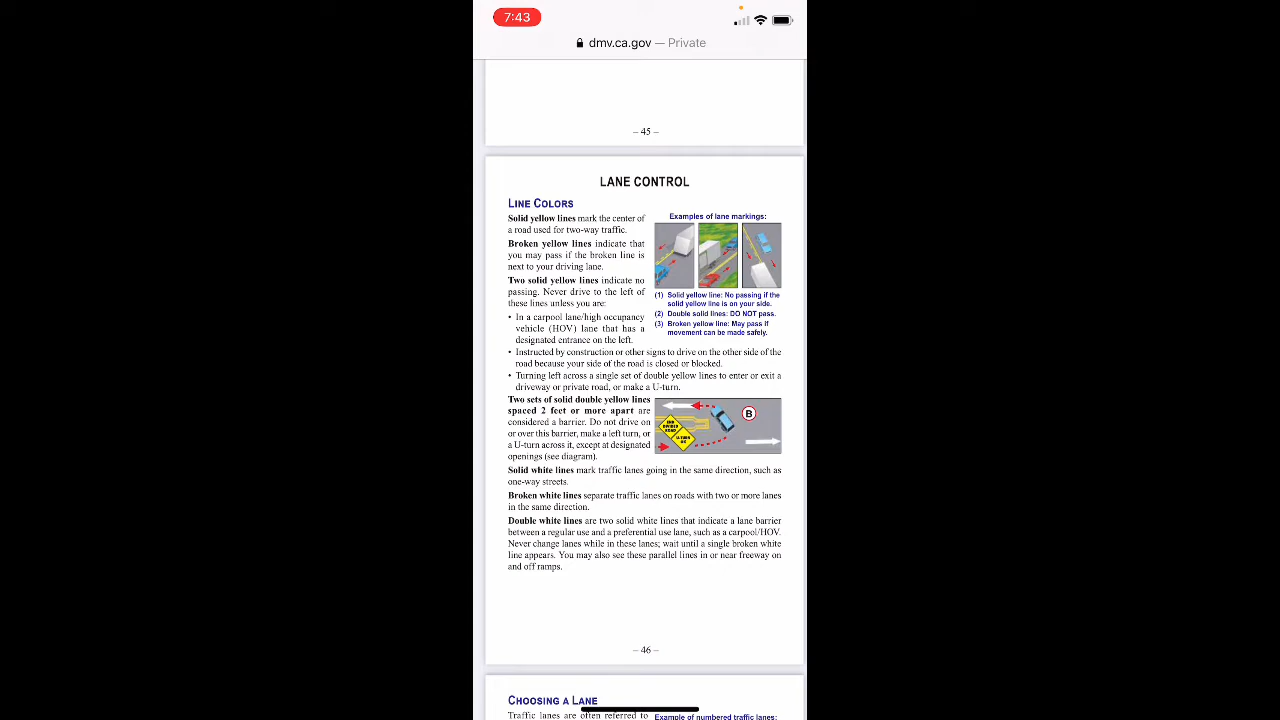 7:43
dmv.ca.gov — Private
– 45 –
LANE CONTROL
LINE COLORS
Solid yellow lines mark the center of
a road used for two-way traffic.
Broken yellow lines indicate that
you may pass if the broken line is
next to your driving lane.
Two solid yellow lines indicate no
passing. Never drive to the left of
these lines unless you are:
• In a carpool lane/high occupancy
vehicle (HOV) lane that has a
designated entrance on the left.
Examples of lane markings:
(1) Solid yellow line: No passing if the
solid yellow line is on your side.
(2) Double solid lines: DO NOT pass.
(3) Broken yellow line: May pass if
movement can be made safely.
• Instructed by construction or other signs to drive on the other side of the
road because your side of the road is closed or blocked.
• Turning left across a single set of double yellow lines to enter or exit a
driveway or private road, or make a U-turn.
Two sets of solid double yellow lines
spaced 2 feet or more apart are
considered a barrier. Do not drive on
or over this barrier, make a left turn, or
a U-turn across it, except at designated
openings (see diagram).
B
END
DIVIDED
ROAD
U-TURN
OK
Solid white lines mark traffic lanes going in the same direction, such as
one-way streets.
Broken white lines separate traffic lanes on roads with two or more lanes
in the same direction.
Double white lines are two solid white lines that indicate a lane barrier
between a regular use and a preferential use lane, such as a carpool/HOV.
Never change lanes while in these lanes; wait until a single broken white
line appears. You may also see these parallel lines in or near freeway on
and off ramps.
– 46 –
CHOOSING A LANE
Traffic lanes are often referred to
Example of numbered traffic lanes: